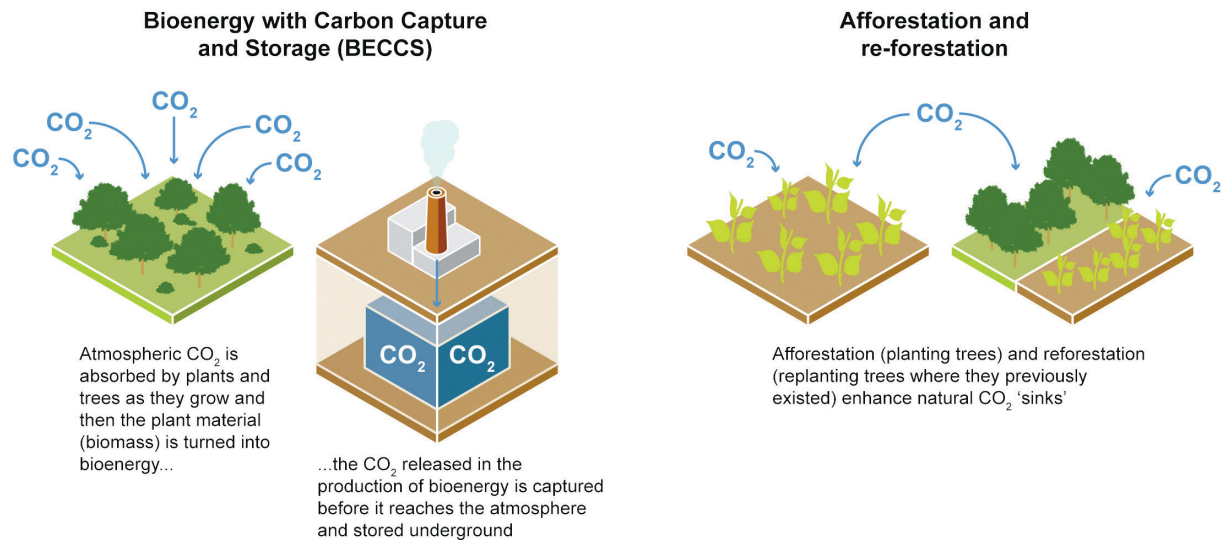 Bioenergy with Carbon Capture
and Storage (BECCS)
CO₂
CO₂
CO₂
CO₂
CO₂
CO₂
CO₂
Atmospheric CO₂ is
absorbed by plants and
trees as they grow and
then the plant material
(biomass) is turned into
bioenergy...
...the CO₂ released in the
production of bioenergy is captured
before it reaches the atmosphere
and stored underground
Afforestation and
re-forestation
CO₂
CO₂
CO₂
Afforestation (planting trees) and reforestation
(replanting trees where they previously
existed) enhance natural CO₂ ‘sinks’